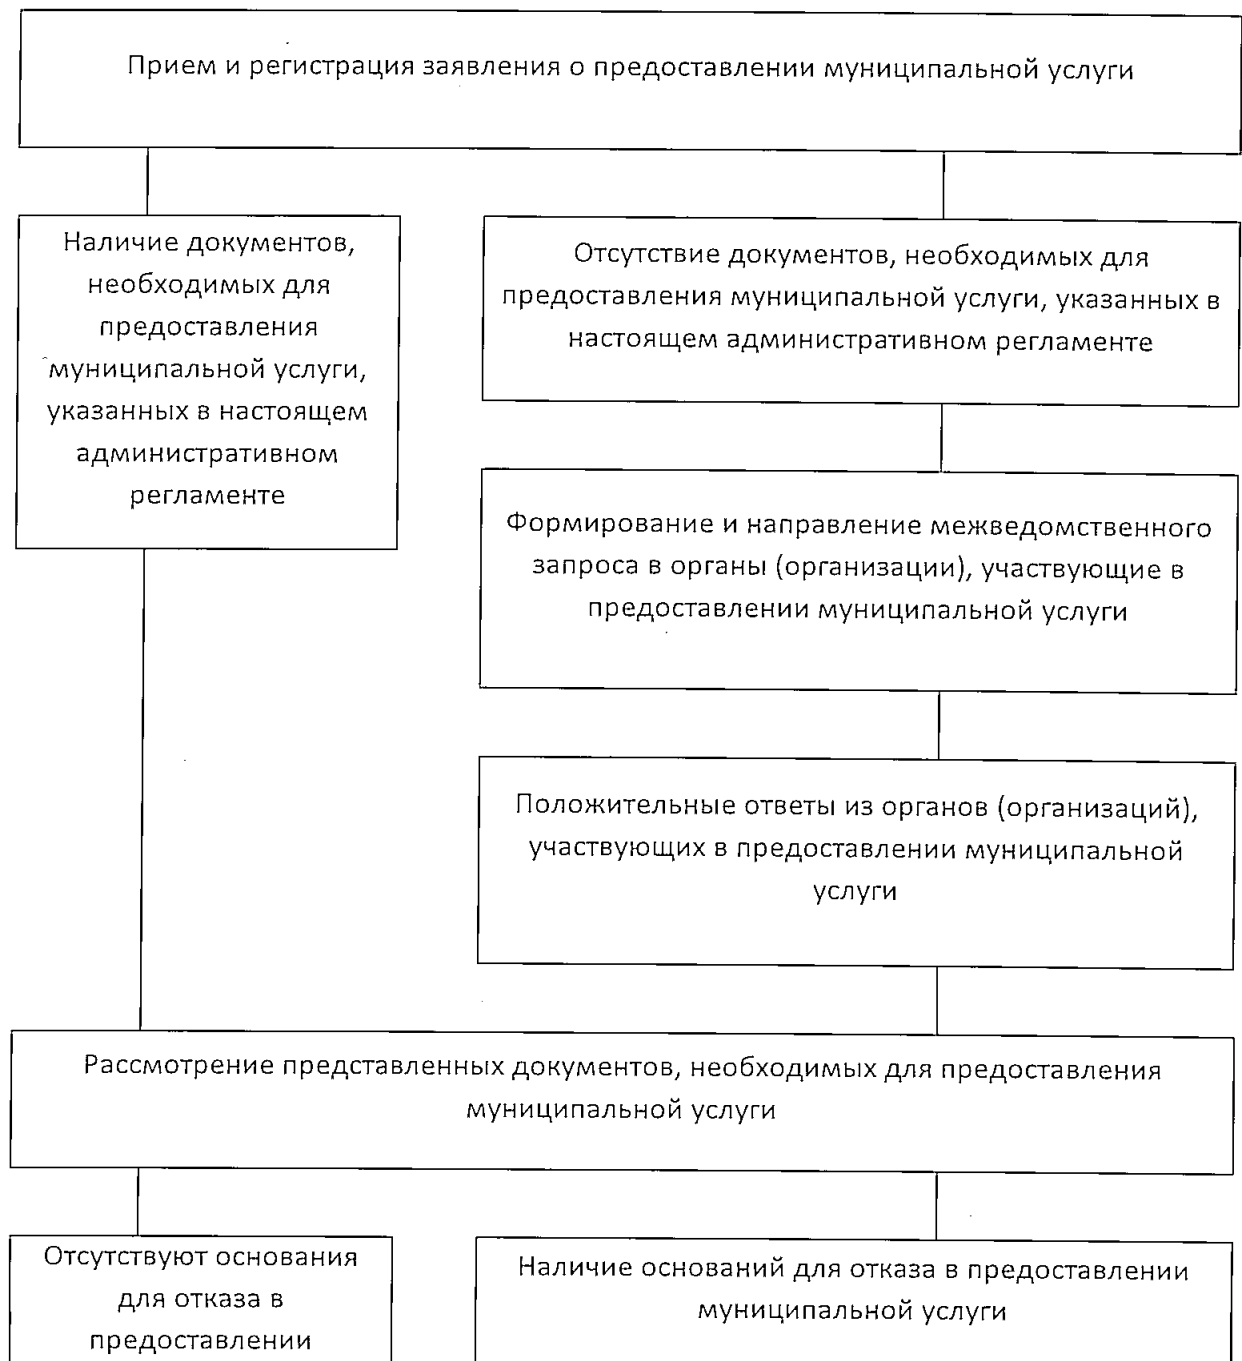 Прием и регистрация заявления о предоставлении муниципальной услуги
Наличие документов,
необходимых для
предоставления
муниципальной услуги,
указанных в настоящем
административном
регламенте
Отсутствие документов, необходимых для
предоставления муниципальной услуги, указанных в
настоящем административном регламенте
Формирование и направление межведомственного
запроса в органы (организации), участвующие в
предоставлении муниципальной услуги
Положительные ответы из органов (организаций),
участвующих в предоставлении муниципальной
услуги
Рассмотрение представленных документов, необходимых для предоставления
муниципальной услуги
Отсутствуют основания
для отказа в
предоставлении
Наличие оснований для отказа в предоставлении
муниципальной услуги